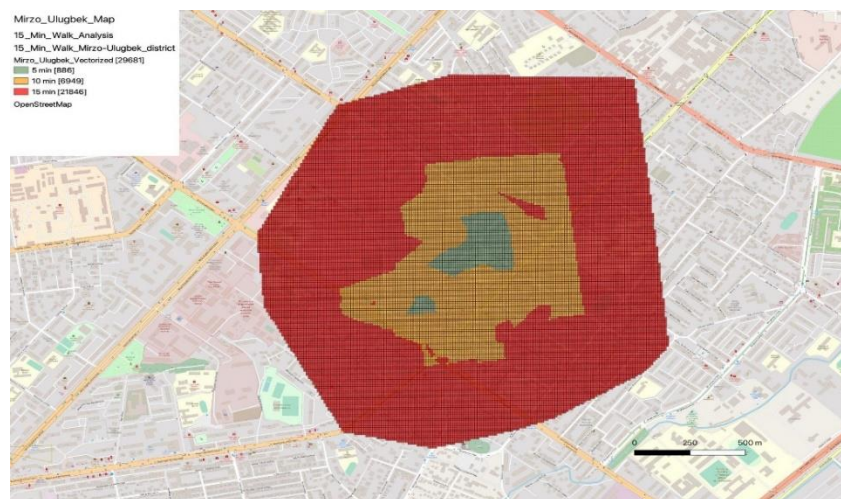 Mirzo_Ulugbek_Map
15_Min_Walk_Analysis
15_Min_Walk_Mirzo-Ulugbek_district
Mirzo_Ulugbek_Vectorized [29681]
5 min [886]
10 min [6949]
15 min [21846]
OpenStreetMap
0 250 500 m